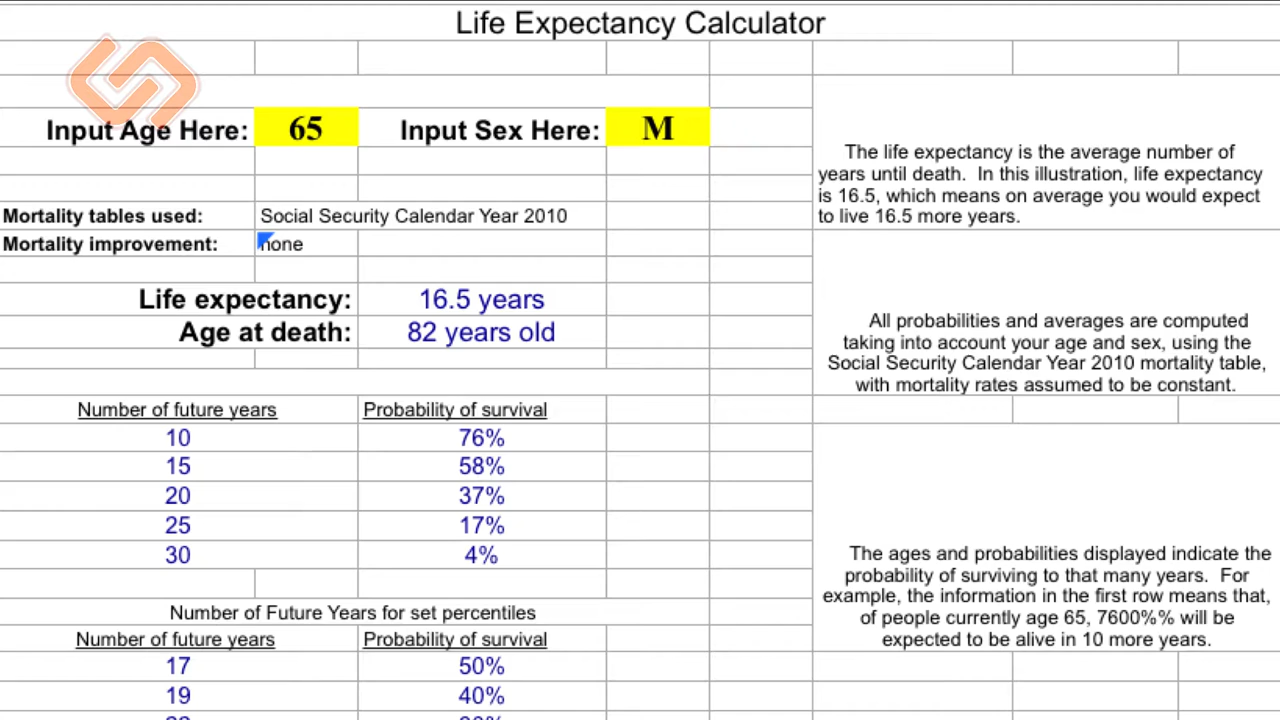 Life Expectancy Calculator
Input Age Here: 65 Input Sex Here: M
The life expectancy is the average number of
years until death. In this illustration, life expectancy
is 16.5, which means on average you would expect
to live 16.5 more years.
Mortality tables used: Social Security Calendar Year 2010
Mortality improvement: none
Life expectancy: 16.5 years
Age at death: 82 years old
All probabilities and averages are computed
taking into account your age and sex, using the
Social Security Calendar Year 2010 mortality table,
with mortality rates assumed to be constant.
Number of future years Probability of survival
10 76%
15 58%
20 37%
25 17%
30 4%
The ages and probabilities displayed indicate the
probability of surviving to that many years. For
example, the information in the first row means that,
of people currently age 65, 7600%% will be
expected to be alive in 10 more years.
Number of Future Years for set percentiles
Number of future years Probability of survival
17 50%
19 40%